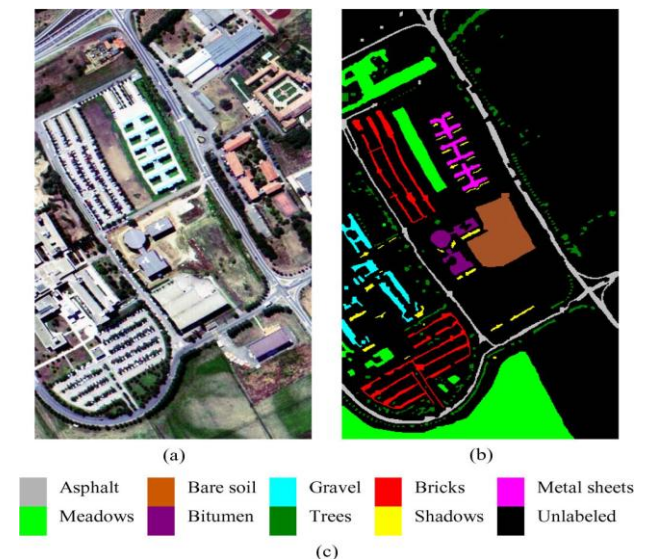 (a)
(b)
Asphalt Bare soil Gravel Bricks Metal sheets
Meadows Bitumen Trees Shadows Unlabeled
(c)